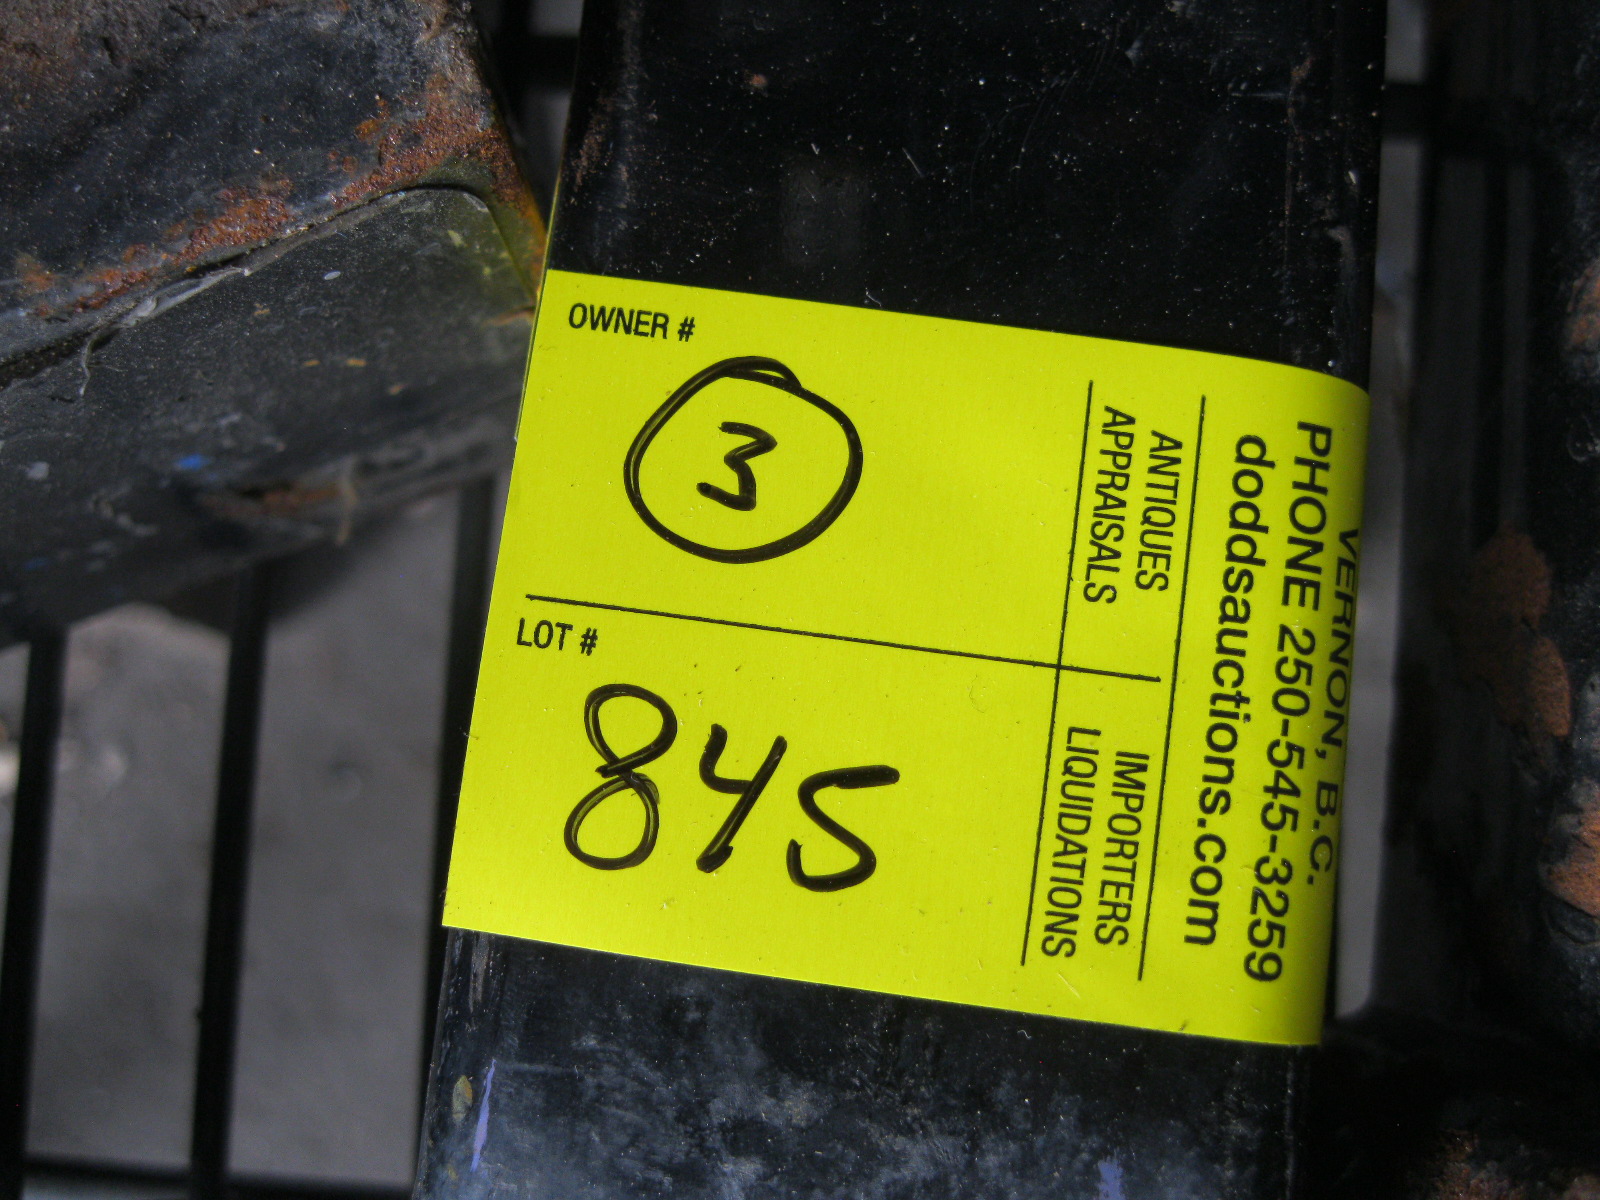 OWNER #
3
LOT #
845
ANTIQUES
APPRAISALS
IMPORTERS
LIQUIDATIONS
VERNON, B.C.
PHONE 250-545-3259
doddsauctions.com